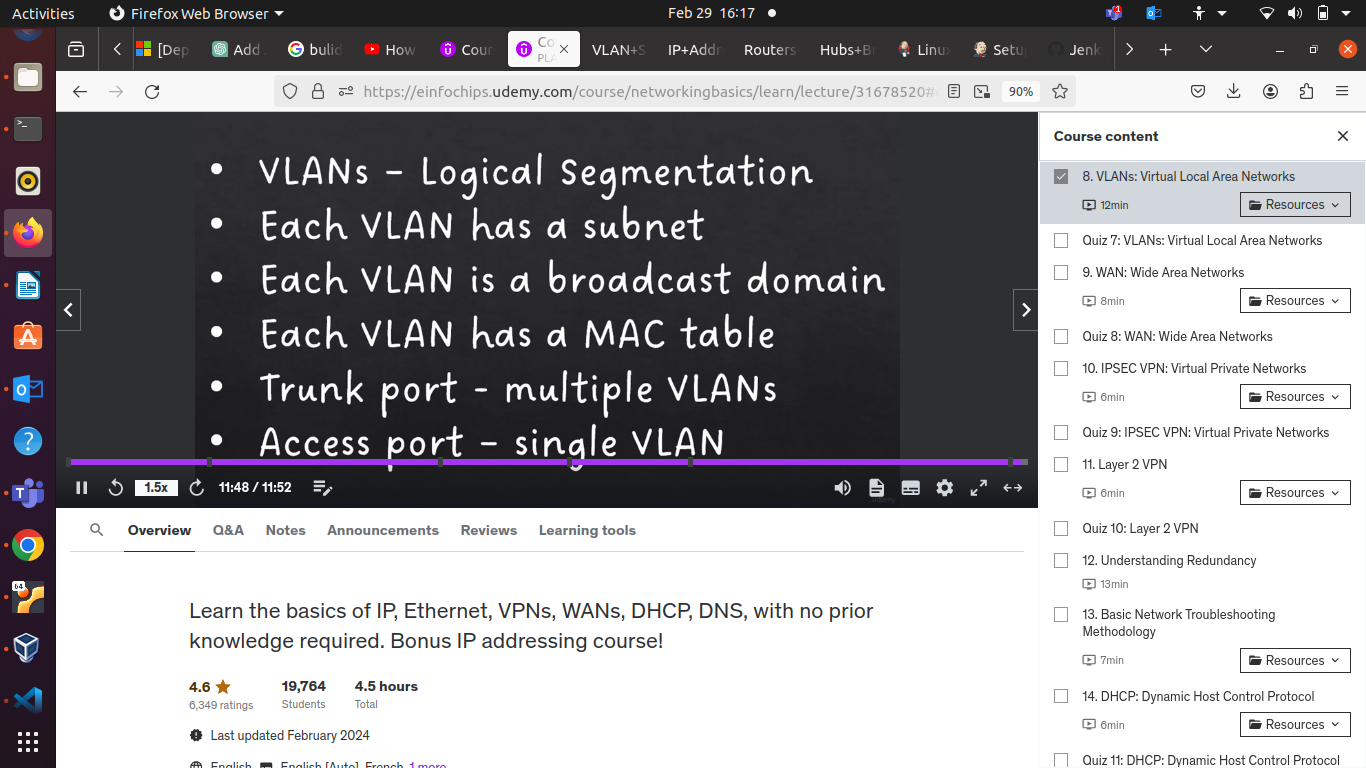 Activities
Firefox Web Browser
Feb 29 16:17
1
[Dep
Add
bulid
How
Cour
PLA
VLAN+S
IP+Addr
Routers
Hubs+B
Linux
Setu
Jenk
https://einfochips.udemy.com/course/networkingbasics/learn/lecture/31678520#
90%
• VLANs – Logical Segmentation
• Each VLAN has a subnet
• Each VLAN is a broadcast domain
• Each VLAN has a MAC table
• Trunk port - multiple VLANs
• Access port – single VLAN
1.5x
11:48 / 11:52
Overview
Q&A
Notes
Announcements
Reviews
Learning tools
Learn the basics of IP, Ethernet, VPNs, WANs, DHCP, DNS, with no prior
knowledge required. Bonus IP addressing course!
4.6
19,764
4.5 hours
6,349 ratings
Students
Total
Last updated February 2024
English
English [Auto], French, 1 more
Course content
8. VLANs: Virtual Local Area Networks
12min
Resources
Quiz 7: VLANs: Virtual Local Area Networks
9. WAN: Wide Area Networks
8min
Resources
Quiz 8: WAN: Wide Area Networks
10. IPSEC VPN: Virtual Private Networks
6min
Resources
Quiz 9: IPSEC VPN: Virtual Private Networks
11. Layer 2 VPN
6min
Resources
Quiz 10: Layer 2 VPN
12. Understanding Redundancy
13min
13. Basic Network Troubleshooting
Methodology
7min
Resources
14. DHCP: Dynamic Host Control Protocol
6min
Resources
Quiz 11: DHCP: Dynamic Host Control Protocol
64